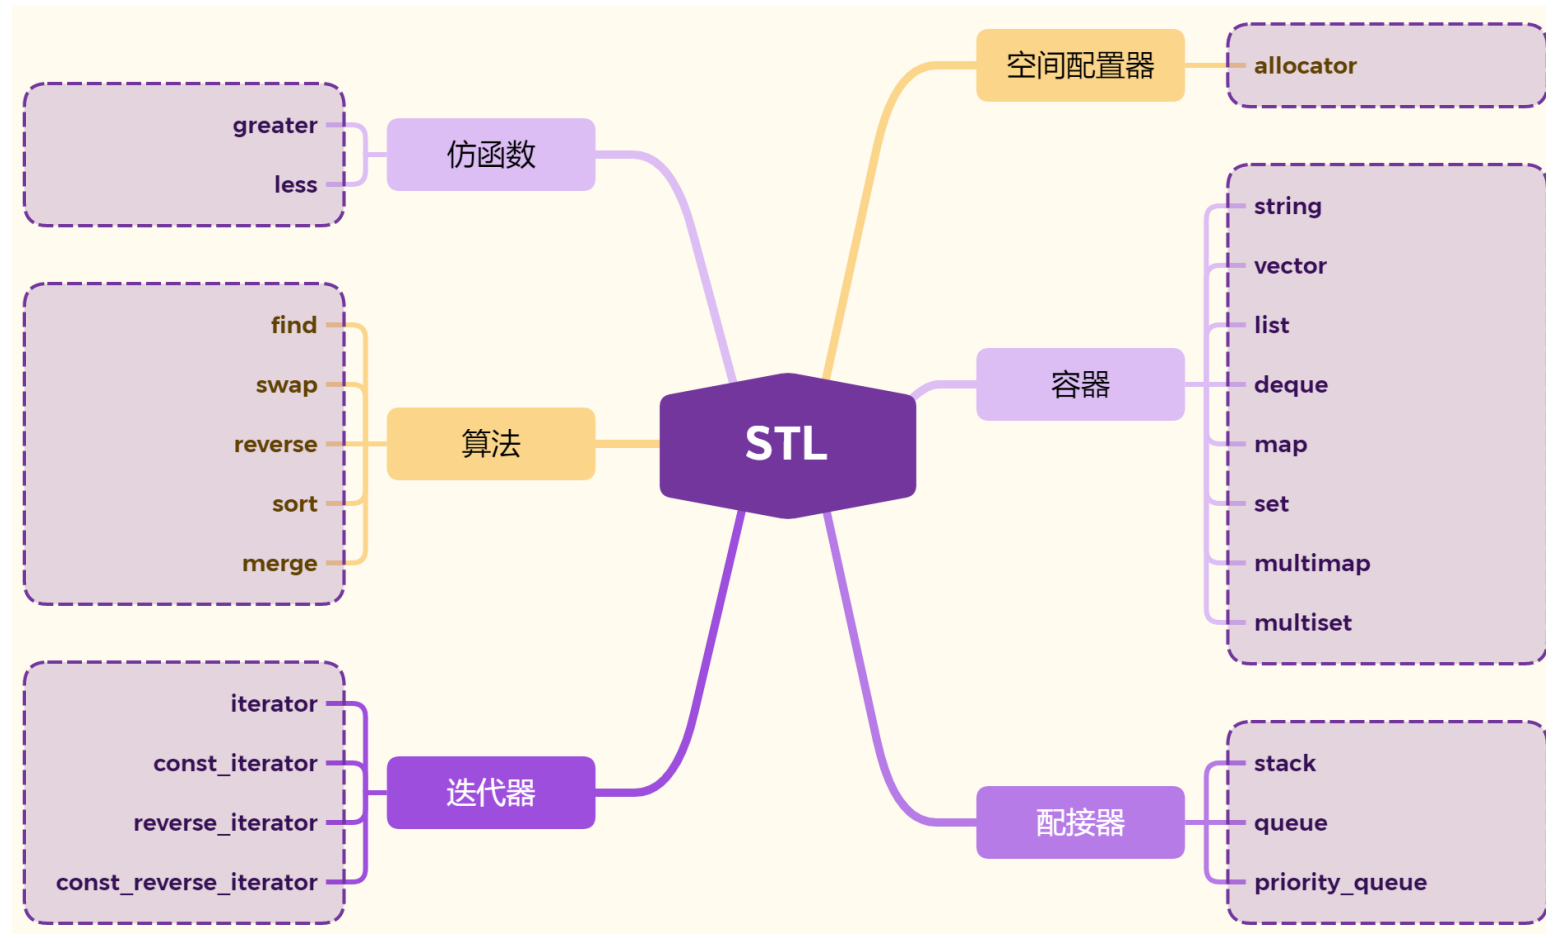 STL
仿函数
greater
less
算法
find
swap
reverse
sort
merge
迭代器
iterator
const_iterator
reverse_iterator
const_reverse_iterator
空间配置器
allocator
容器
string
vector
list
deque
map
set
multimap
multiset
配接器
stack
queue
priority_queue